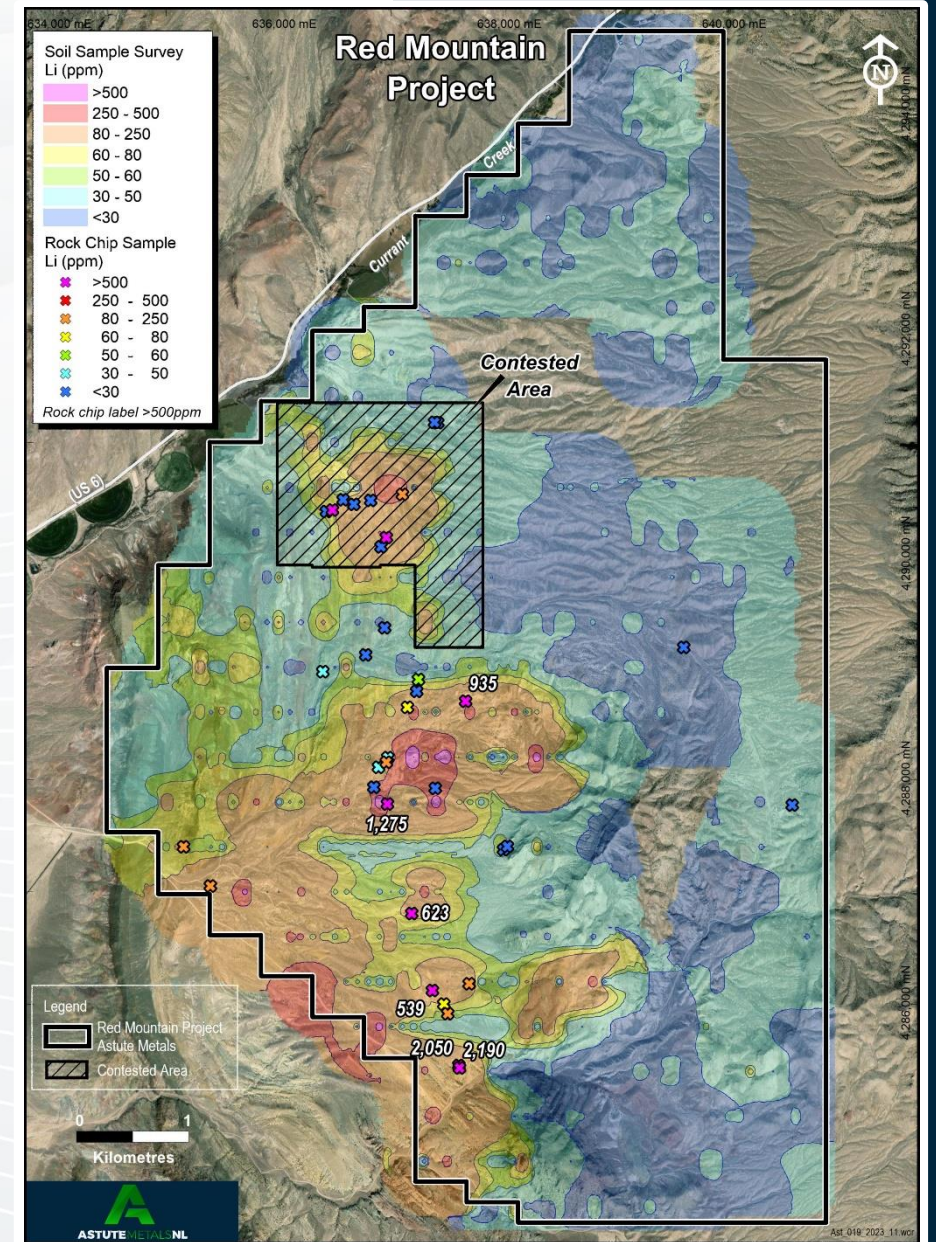 634,000 mE
636,000 mE
638,000 mE
640,000 mE
Red Mountain
Project
N
Soil Sample Survey
Li (ppm)
>500
250 - 500
80 - 250
60 - 80
50 - 60
30 - 50
<30
Rock Chip Sample
Li (ppm)
>500
250 - 500
80 - 250
60 - 80
50 - 60
30 - 50
<30
Rock chip label >500ppm
4,294,000 mN
Currant Creek
4,292,000 mN
Contested
Area
(US 6)
4,290,000 mN
935
4,288,000 mN
1,275
623
4,286,000 mN
539
2,050 2,190
Legend
Red Mountain Project
Astute Metals
Contested Area
0 1
Kilometres
ASTUTE METALS NL
Ast_019_2023_11.wor